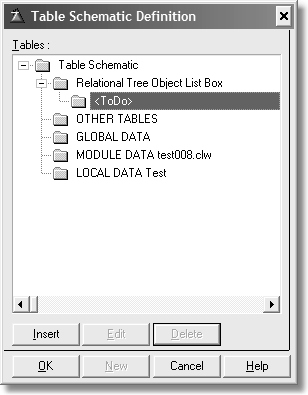 Table Schematic Definition
Tables :
Table Schematic
Relational Tree Object List Box
<ToDo>
OTHER TABLES
GLOBAL DATA
MODULE DATA test008.clw
LOCAL DATA Test
Insert Edit Delete
OK New Cancel Help